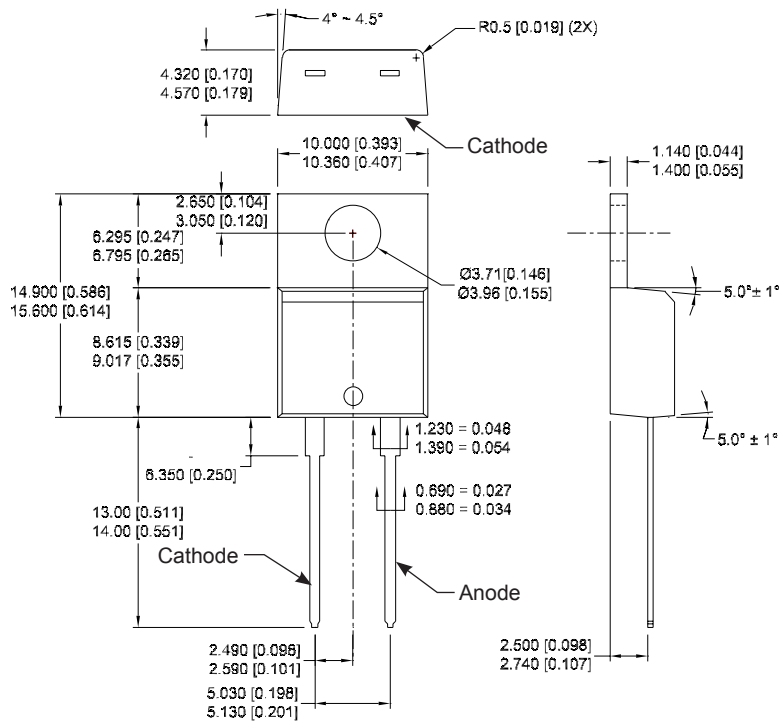 4° ~ 4.5°
R0.5 [0.019] (2X)
4.320 [0.170]
4.570 [0.179]
Cathode
10.000 [0.393]
10.360 [0.407]
1.140 [0.044]
1.400 [0.055]
2.650 [0.104]
3.050 [0.120]
6.295 [0.247]
6.795 [0.265]
Ø3.71[0.146]
Ø3.96 [0.155]
14.900 [0.586]
15.600 [0.614]
5.0°± 1°
8.615 [0.339]
9.017 [0.355]
1.230 = 0.048
1.390 = 0.054
5.0° ± 1°
6.350 [0.250]
0.690 = 0.027
0.880 = 0.034
13.00 [0.511]
14.00 [0.551]
Cathode
Anode
2.490 [0.098]
2.590 [0.101]
2.500 [0.098]
2.740 [0.107]
5.030 [0.198]
5.130 [0.201]